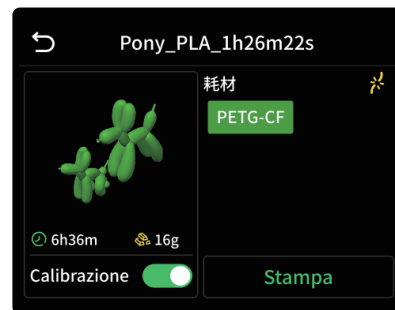 Pony_PLA_1h26m22s
耗材
PETG-CF
6h36m
16g
Calibrazione
Stampa